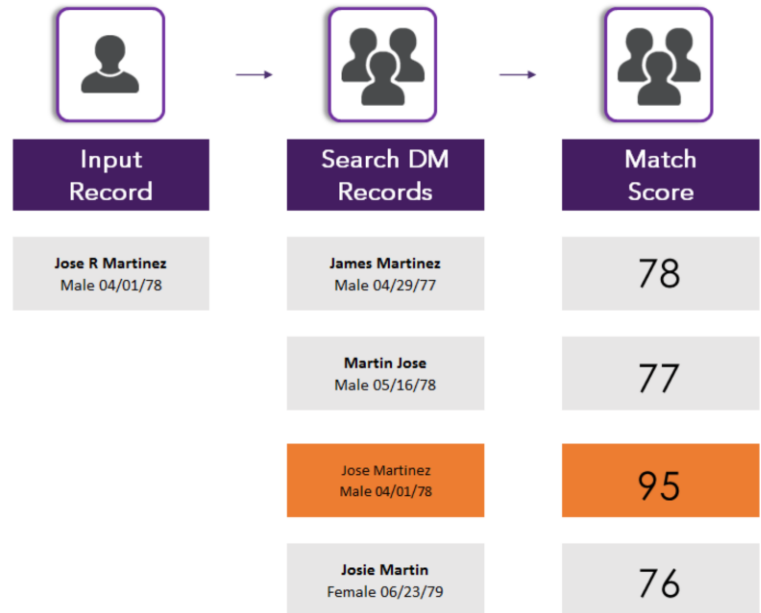 Input
Record
Search DM
Records
Match
Score
Jose R Martinez
Male 04/01/78
James Martinez
Male 04/29/77
78
Martin Jose
Male 05/16/78
77
Jose Martinez
Male 04/01/78
95
Josie Martin
Female 06/23/79
76